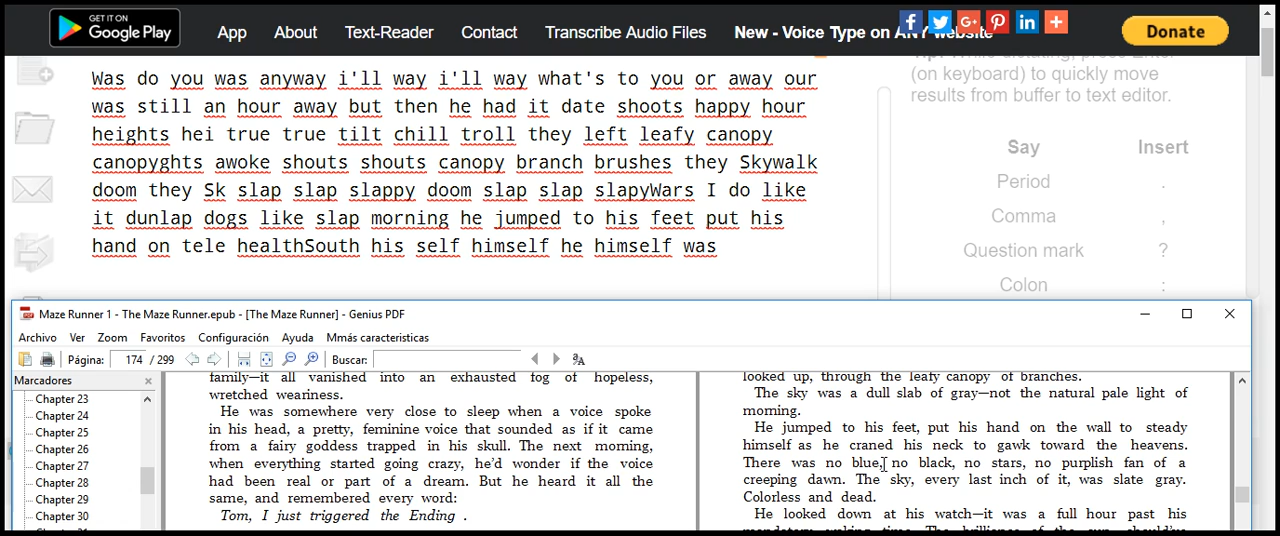 GET IT ON
Google Play
App About Text-Reader Contact Transcribe Audio Files New - Voice Type on ANY website
Donate
Was do you was anyway i'll way i'll way what's to you or away our
was still an hour away but then he had it date shoots happy hour
heights hei true true tilt chill troll they left leafy canopy
canopyghts awoke shouts shouts canopy branch brushes they Skywalk
doom they Sk slap slap slappy doom slap slap slapyWars I do like
it dunlap dogs like slap morning he jumped to his feet put his
hand on tele healthSouth his self himself he himself was
Tip: While dictating, press Enter
(on keyboard) to quickly move
results from buffer to text editor.
Say Insert
Period .
Comma ,
Question mark ?
Colon :
Maze Runner 1 - The Maze Runner.epub - [The Maze Runner] - Genius PDF
Archivo Ver Zoom Favoritos Configuración Ayuda Mmás caracteristicas
Página: 174 / 299 Buscar:
Marcadores
Chapter 23
Chapter 24
Chapter 25
Chapter 26
Chapter 27
Chapter 28
Chapter 29
Chapter 30
family—it all vanished into an exhausted fog of hopeless,
wretched weariness.
He was somewhere very close to sleep when a voice spoke
in his head, a pretty, feminine voice that sounded as if it came
from a fairy goddess trapped in his skull. The next morning,
when everything started going crazy, he'd wonder if the voice
had been real or part of a dream. But he heard it all the
same, and remembered every word:
Tom, I just triggered the Ending .
looked up, through the leafy canopy of branches.
The sky was a dull slab of gray—not the natural pale light of
morning.
He jumped to his feet, put his hand on the wall to steady
himself as he craned his neck to gawk toward the heavens.
There was no blue, no black, no stars, no purplish fan of a
creeping dawn. The sky, every last inch of it, was slate gray.
Colorless and dead.
He looked down at his watch—it was a full hour past his
mandatory waking time. The brilliance of the sun should've